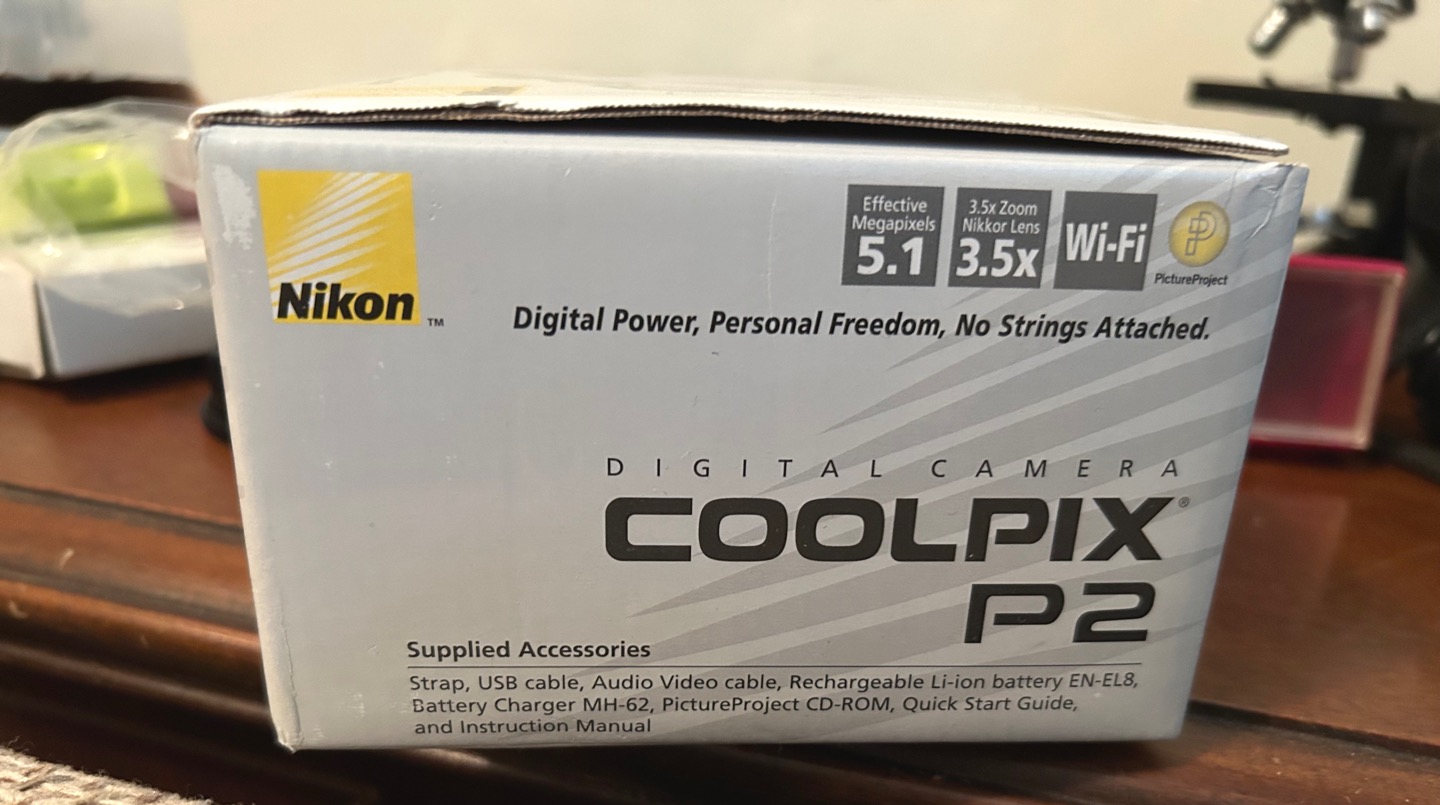 Nikon ™
Effective
Megapixels
5.1
3.5x Zoom
Nikkor Lens
3.5x
Wi-Fi
PictureProject
Digital Power, Personal Freedom, No Strings Attached.
DIGITAL CAMERA
COOLPIX®
P2
Supplied Accessories
Strap, USB cable, Audio Video cable, Rechargeable Li-ion battery EN-EL8,
Battery Charger MH-62, PictureProject CD-ROM, Quick Start Guide,
and Instruction Manual